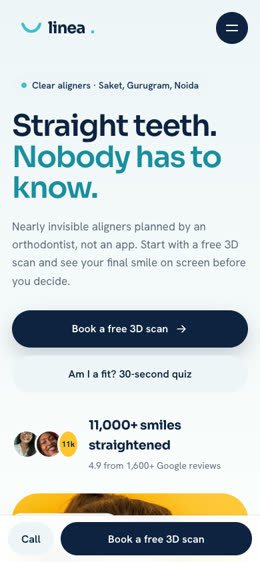 linea.
Clear aligners · Saket, Gurugram, Noida
Straight teeth.
Nobody has to
know.
Nearly invisible aligners planned by an
orthodontist, not an app. Start with a free 3D
scan and see your final smile on screen before
you decide.
Book a free 3D scan →
Am I a fit? 30-second quiz
11k
11,000+ smiles
straightened
4.9 from 1,600+ Google reviews
Call
Book a free 3D scan